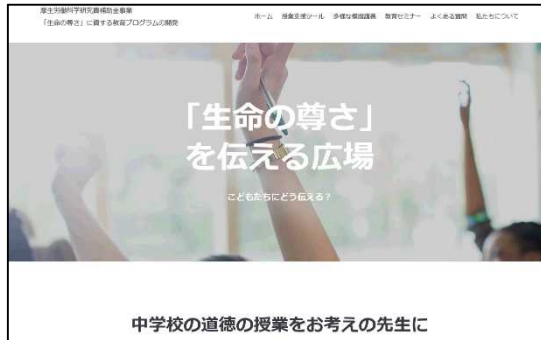 厚生労働科学研究費補助金事業
「生命の尊さ」に資する教育プログラムの開発
ホーム 授業支援ツール 多様な模擬講義 教育セミナー よくある質問 私たちについて
「生命の尊さ」
を伝える広場
こどもたちにどう伝える？
中学校の道徳の授業をお考えの先生に